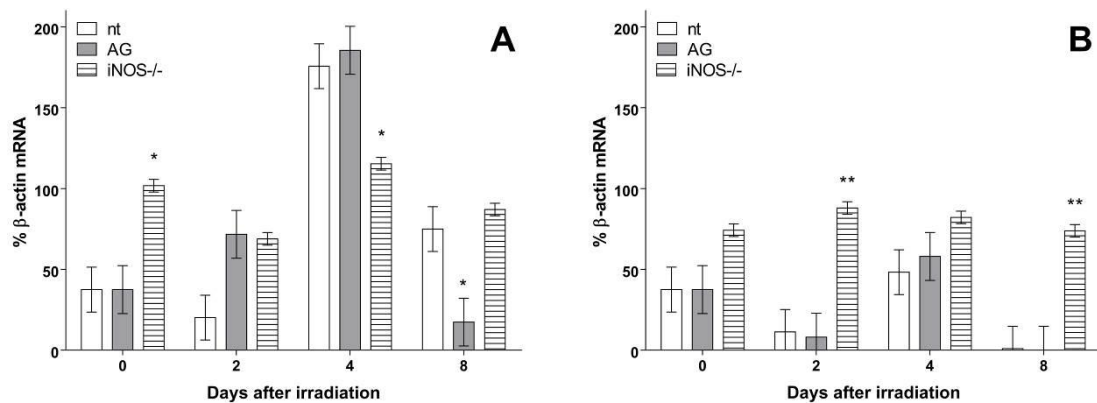 nt
AG
iNOS-/-
A
200
150
100
50
0
% β-actin mRNA
*
*
*
0 2 4 8
Days after irradiation
nt
AG
iNOS-/-
B
200
150
100
50
0
% β-actin mRNA
**
**
0 2 4 8
Days after irradiation